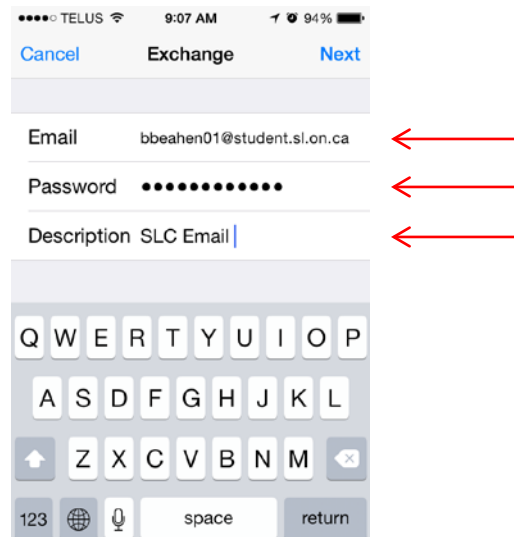 TELUS 9:07 AM 94%
Cancel Exchange Next
Email bbeahen01@student.sl.on.ca
Password ●●●●●●●●●●●●
Description SLC Email
Q W E R T Y U I O P
A S D F G H J K L
Z X C V B N M
123 space return